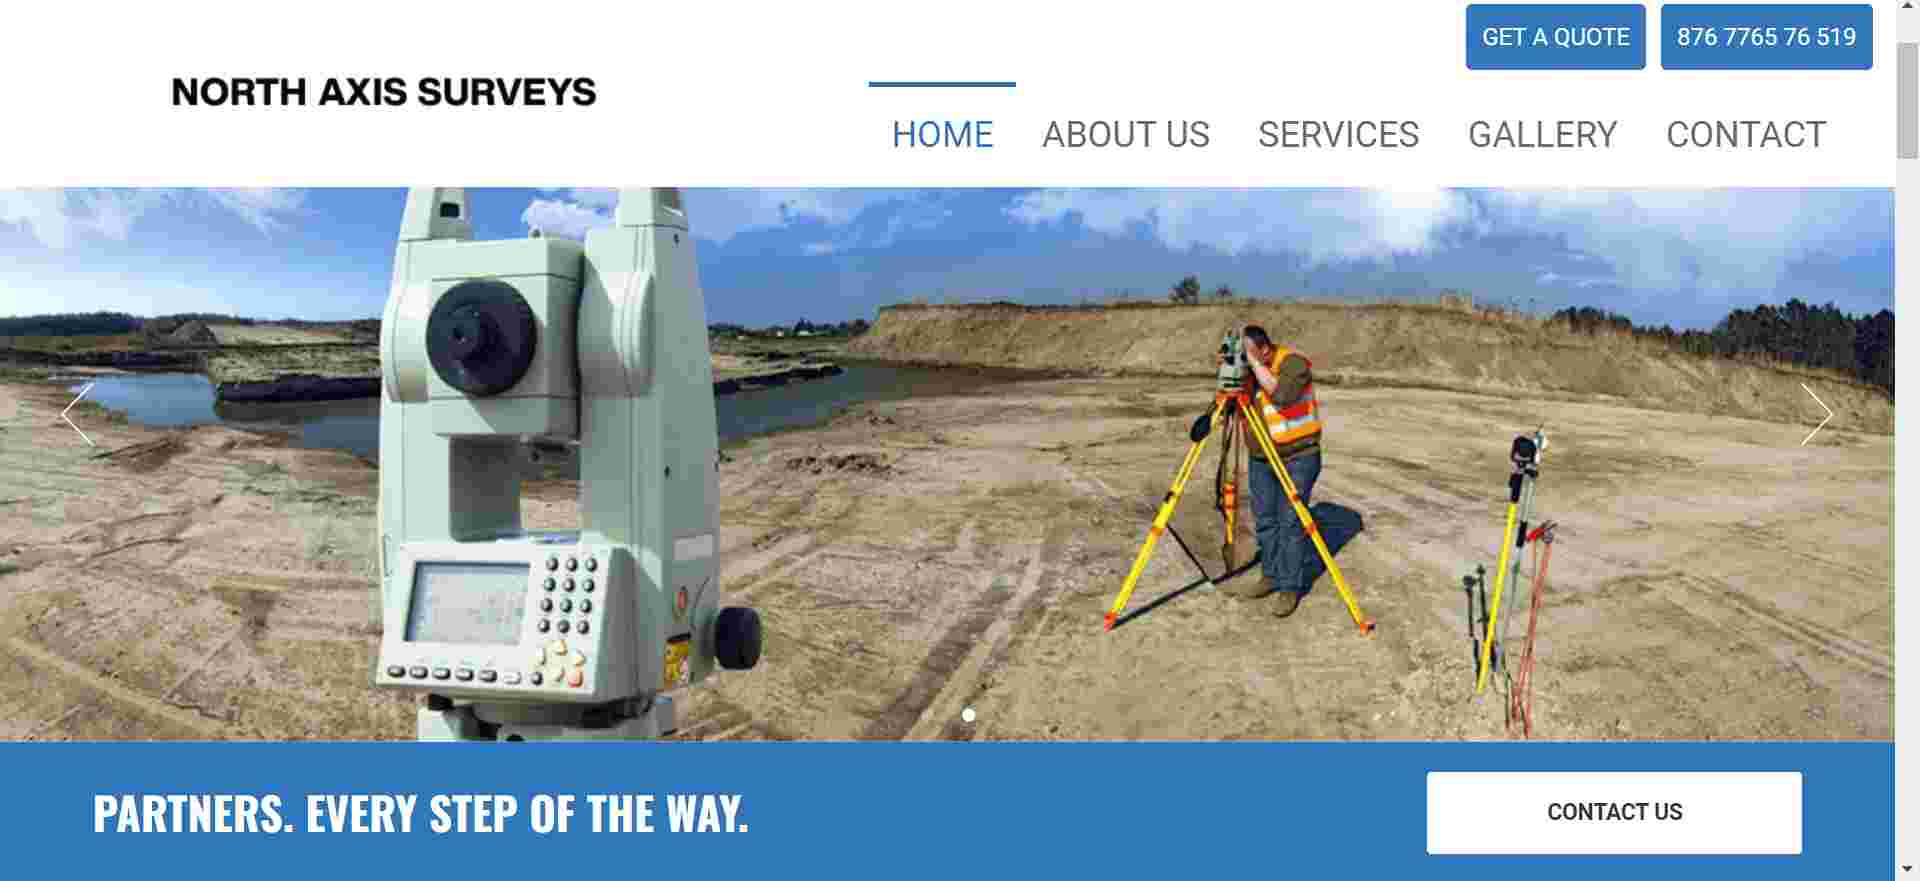 GET A QUOTE
876 7765 76 519
NORTH AXIS SURVEYS
HOME
ABOUT US
SERVICES
GALLERY
CONTACT
PARTNERS. EVERY STEP OF THE WAY.
CONTACT US